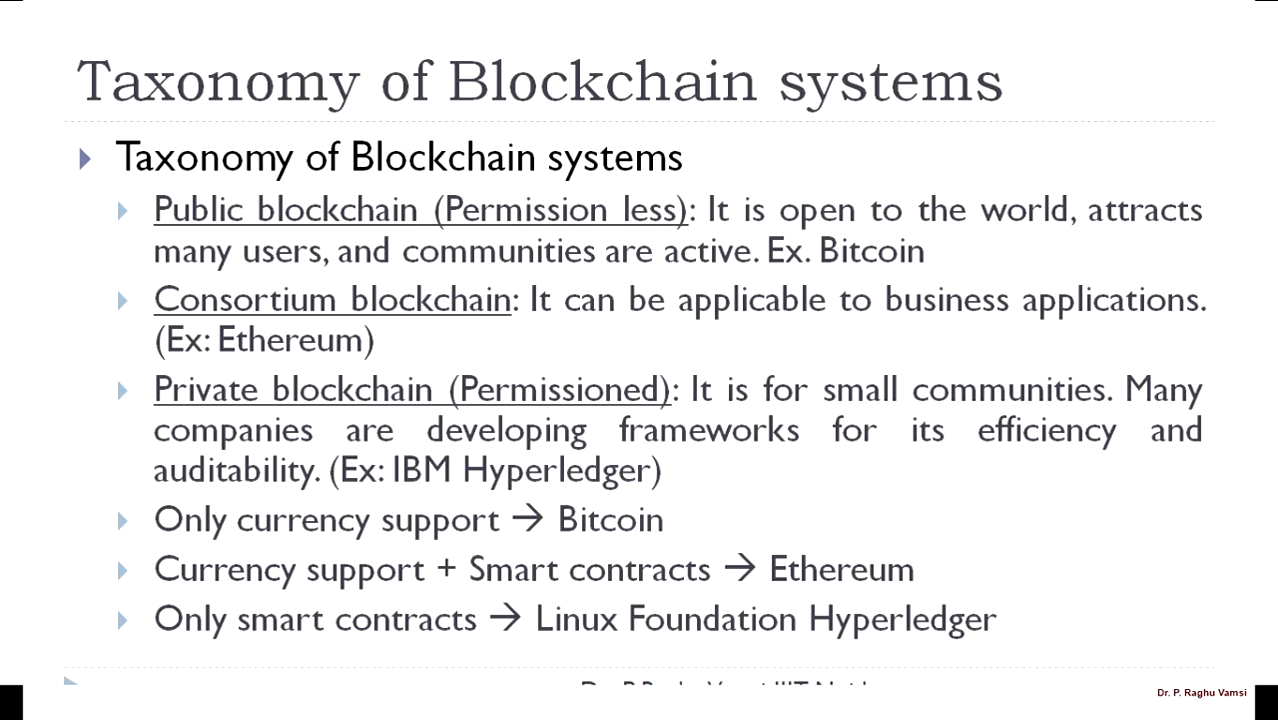 Taxonomy of Blockchain systems
Taxonomy of Blockchain systems
Public blockchain (Permission less): It is open to the world, attracts
many users, and communities are active. Ex. Bitcoin
Consortium blockchain: It can be applicable to business applications.
(Ex: Ethereum)
Private blockchain (Permissioned): It is for small communities. Many
companies are developing frameworks for its efficiency and
auditability. (Ex: IBM Hyperledger)
Only currency support → Bitcoin
Currency support + Smart contracts → Ethereum
Only smart contracts → Linux Foundation Hyperledger
Dr. P. Raghu Vamsi